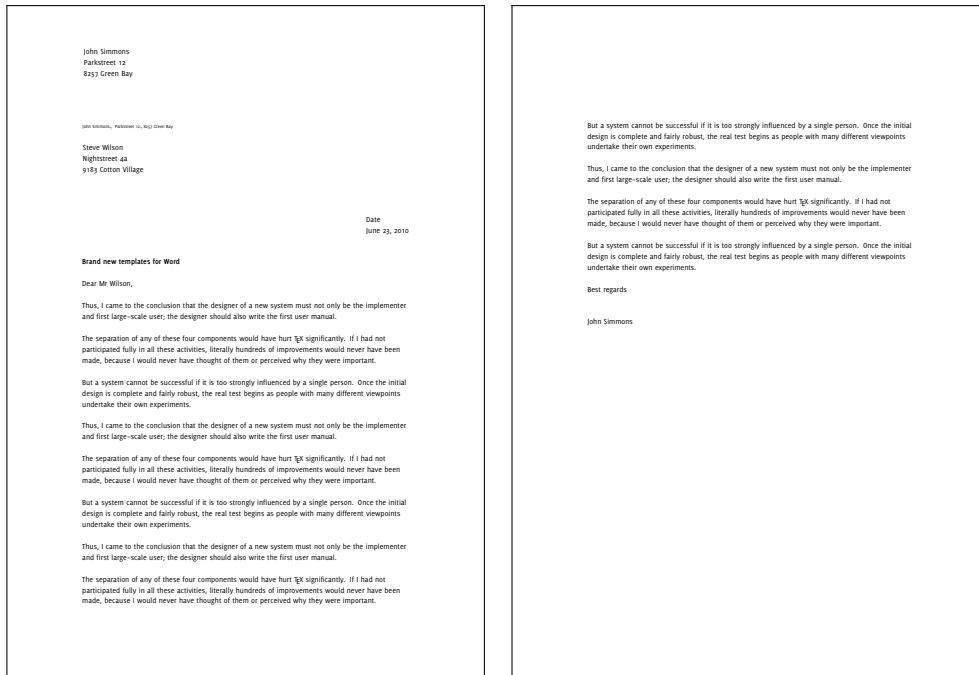 John Simmons
Parkstreet 12
8257 Green Bay
John Simmons, Parkstreet 12, 8257 Green Bay
Steve Wilson
Nightstreet 4a
9183 Cotton Village
Date
June 23, 2010
Brand new templates for Word
Dear Mr Wilson,
Thus, I came to the conclusion that the designer of a new system must not only be the implementer
and first large-scale user; the designer should also write the first user manual.
The separation of any of these four components would have hurt TEX significantly. If I had not
participated fully in all these activities, literally hundreds of improvements would never have been
made, because I would never have thought of them or perceived why they were important.
But a system cannot be successful if it is too strongly influenced by a single person. Once the initial
design is complete and fairly robust, the real test begins as people with many different viewpoints
undertake their own experiments.
Thus, I came to the conclusion that the designer of a new system must not only be the implementer
and first large-scale user; the designer should also write the first user manual.
The separation of any of these four components would have hurt TEX significantly. If I had not
participated fully in all these activities, literally hundreds of improvements would never have been
made, because I would never have thought of them or perceived why they were important.
But a system cannot be successful if it is too strongly influenced by a single person. Once the initial
design is complete and fairly robust, the real test begins as people with many different viewpoints
undertake their own experiments.
Thus, I came to the conclusion that the designer of a new system must not only be the implementer
and first large-scale user; the designer should also write the first user manual.
The separation of any of these four components would have hurt TEX significantly. If I had not
participated fully in all these activities, literally hundreds of improvements would never have been
made, because I would never have thought of them or perceived why they were important.
But a system cannot be successful if it is too strongly influenced by a single person. Once the initial
design is complete and fairly robust, the real test begins as people with many different viewpoints
undertake their own experiments.
Thus, I came to the conclusion that the designer of a new system must not only be the implementer
and first large-scale user; the designer should also write the first user manual.
The separation of any of these four components would have hurt TEX significantly. If I had not
participated fully in all these activities, literally hundreds of improvements would never have been
made, because I would never have thought of them or perceived why they were important.
But a system cannot be successful if it is too strongly influenced by a single person. Once the initial
design is complete and fairly robust, the real test begins as people with many different viewpoints
undertake their own experiments.
Best regards
John Simmons